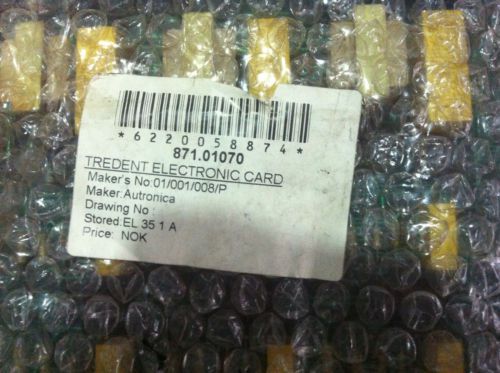 *6220058874*
871.01070
TREDENT ELECTRONIC CARD
Maker's No:01/001/008/P
Maker:Autronica
Drawing No :
Stored:EL 35 1 A
Price: NOK